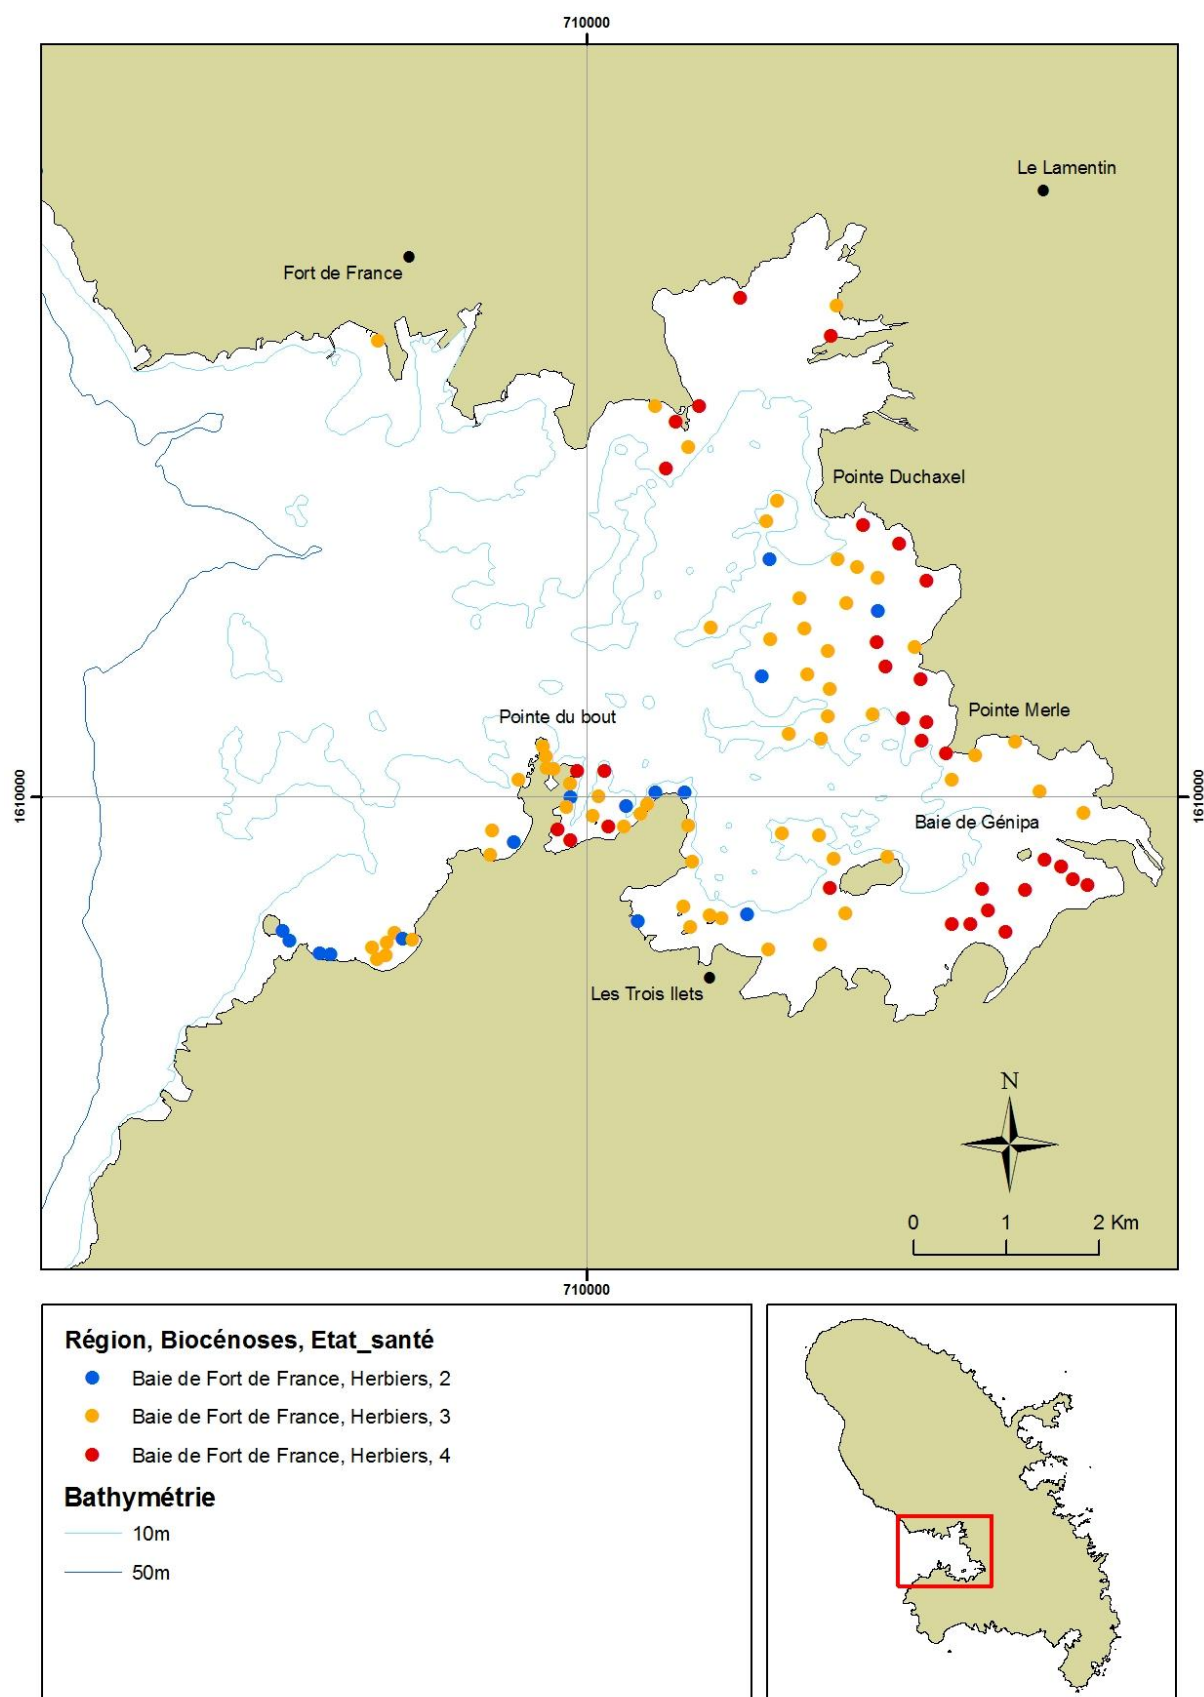 710000
Le Lamentin
Fort de France
Pointe Duchaxel
Pointe Merle
Pointe du bout
1610000
1610000
Baie de Génipa
Les Trois Ilets
N
0 1 2 Km
710000
Région, Biocénoses, Etat_santé
Baie de Fort de France, Herbiers, 2
Baie de Fort de France, Herbiers, 3
Baie de Fort de France, Herbiers, 4
Bathymétrie
10m
50m